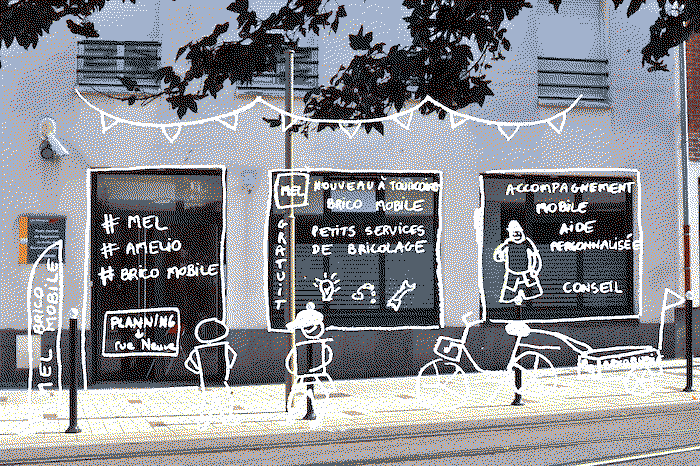 # MEL
# AMELIO
# BRICO MOBILE
PLANNING
rue Neuve
MEL BRICO MOBILE
MEL
NOUVEAU À TOURCOING
BRICO MOBILE
PETITS SERVICES
DE BRICOLAGE
GRATUIT
ACCOMPAGNEMENT
MOBILE
AIDE
PERSONNALISÉE
CONSEIL